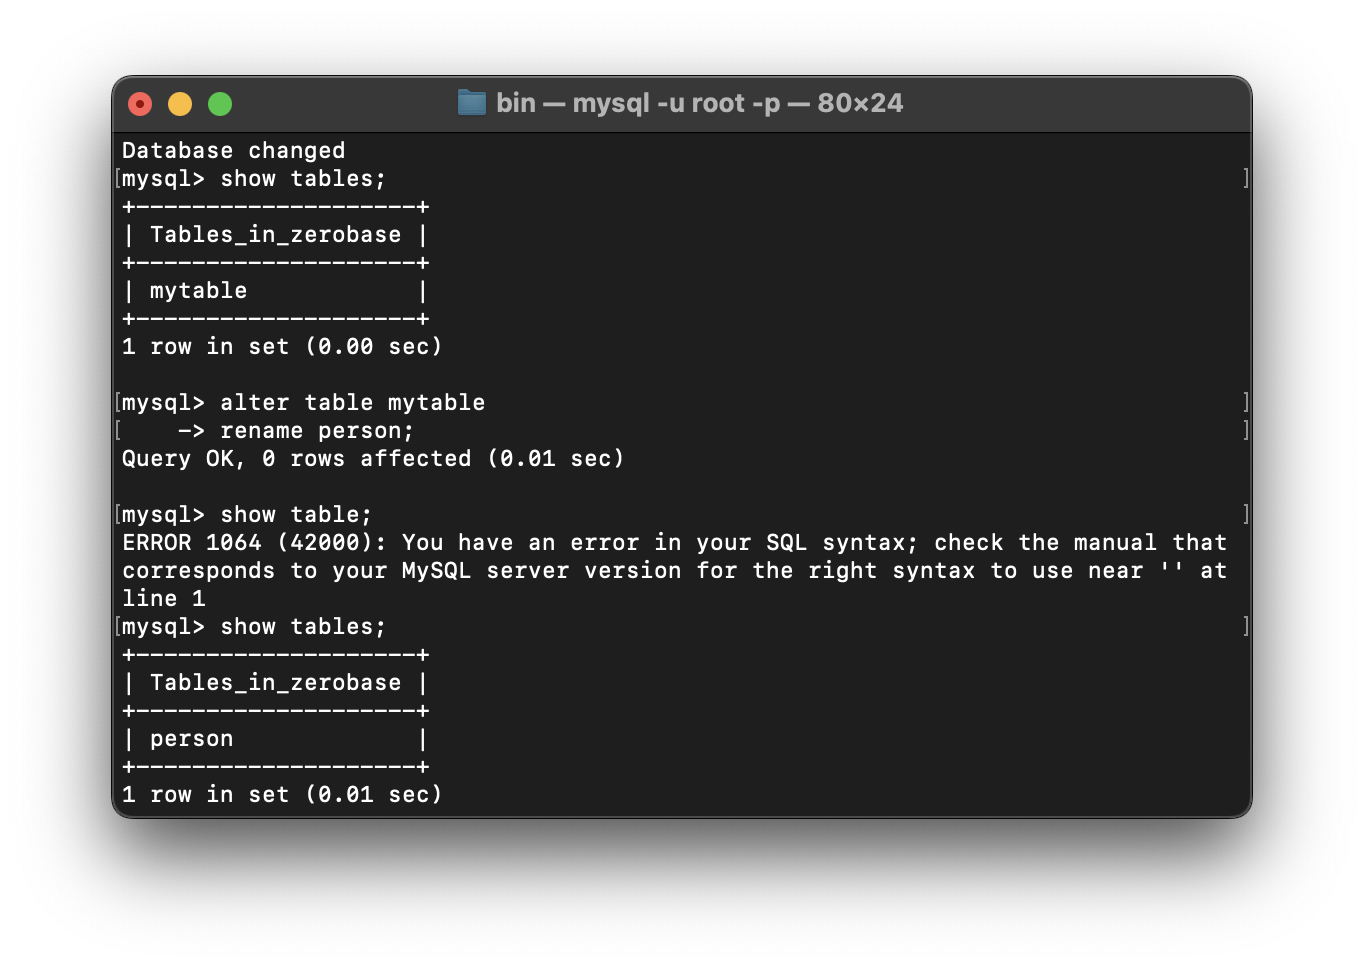 bin — mysql -u root -p — 80×24
Database changed
[mysql> show tables; ]
+--------------------+
| Tables_in_zerobase |
+--------------------+
| mytable            |
+--------------------+
1 row in set (0.00 sec)
[mysql> alter table mytable ]
[    -> rename person; ]
Query OK, 0 rows affected (0.01 sec)
[mysql> show table; ]
ERROR 1064 (42000): You have an error in your SQL syntax; check the manual that
corresponds to your MySQL server version for the right syntax to use near '' at
line 1
[mysql> show tables; ]
+--------------------+
| Tables_in_zerobase |
+--------------------+
| person             |
+--------------------+
1 row in set (0.01 sec)